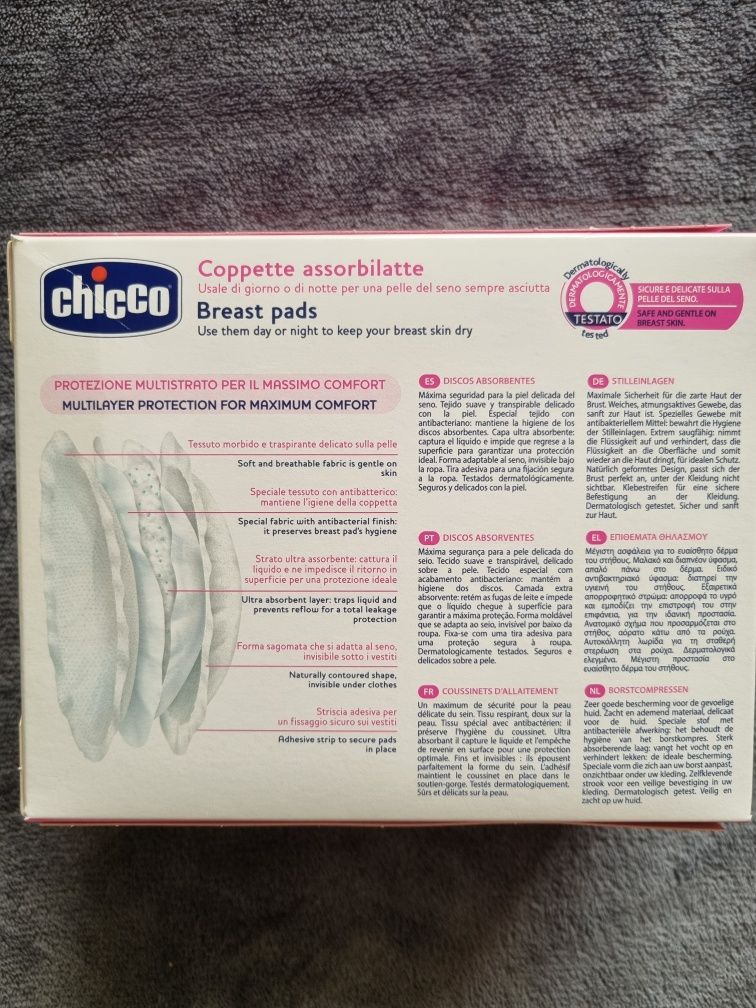 chicco
Coppette assorbilatte
Usale di giorno o di notte per una pelle del seno sempre asciutta
Breast pads
Use them day or night to keep your breast skin dry
Dermatologically
DERMATOLOGICAMENTE
TESTATO
tested
SICURE E DELICATE SULLA
PELLE DEL SENO.
SAFE AND GENTLE ON
BREAST SKIN.
PROTEZIONE MULTISTRATO PER IL MASSIMO COMFORT
MULTILAYER PROTECTION FOR MAXIMUM COMFORT
Tessuto morbido e traspirante delicato sulla pelle
Soft and breathable fabric is gentle on
skin
Speciale tessuto con antibatterico:
mantiene l'igiene della coppetta
Special fabric with antibacterial finish:
it preserves breast pad's hygiene
Strato ultra assorbente: cattura il
liquido e ne impedisce il ritorno in
superficie per una protezione ideale
Ultra absorbent layer: traps liquid and
prevents reflow for a total leakage
protection
Forma sagomata che si adatta al seno,
invisibile sotto i vestiti
Naturally contoured shape,
invisible under clothes
Striscia adesiva per
un fissaggio sicuro sui vestiti
Adhesive strip to secure pads
in place
ES DISCOS ABSORBENTES
Máxima seguridad para la piel delicada del
seno. Tejido suave y transpirable delicado
con la piel. Especial tejido con
antibacteriano: mantiene la higiene de los
discos absorbentes. Capa ultra absorbente:
captura el líquido e impide que regrese a la
superficie para garantizar una protección
ideal. Forma adaptable al seno, invisible bajo
la ropa. Tira adesiva para una fijación segura
a la ropa. Testados dermatológicamente.
Seguros y delicados con la piel.
PT DISCOS ABSORVENTES
Máxima segurança para a pele delicada do
seio. Tecido suave e transpirável, delicado
sobre a pele. Tecido especial com
acabamento antibacteriano: mantém a
higiene dos discos. Camada extra
absorvente: retém as fugas de leite e impede
que o líquido chegue à superfície para
garantir a máxima proteção. Forma moldável
que se adapta ao seio, invisível por baixo da
roupa. Fixa-se com uma tira adesiva para
uma proteção segura à roupa.
Dermatologicamente testados. Seguros e
delicados sobre a pele.
FR COUSSINETS D'ALLAITEMENT
Un maximum de sécurité pour la peau
délicate du sein. Tissu respirant, doux sur la
peau. Tissu spécial avec antibactérien: il
préserve l'hygiène du coussinet. Ultra
absorbant il capture le liquide et l'empêche
de revenir en surface pour une protection
optimale. Fins et invisibles : ils épousent
parfaitement la forme du sein. L'adhésif
maintient le coussinet en place dans le
soutien-gorge. Testés dermatologiquement.
Sûrs et délicats sur la peau.
DE STILLEINLAGEN
Maximale Sicherheit für die zarte Haut der
Brust. Weiches, atmungsaktives Gewebe, das
sanft zur Haut ist. Spezielles Gewebe mit
antibakteriellem Mittel: bewahrt die Hygiene
der Stilleinlagen. Extrem saugfähig: nimmt
die Flüssigkeit auf und verhindert, dass die
Flüssigkeit an die Oberfläche und somit
wieder an die Haut dringt, für idealen Schutz.
Natürlich geformtes Design, passt sich der
Brust perfekt an, unter der Kleidung nicht
sichtbar. Klebestreifen für eine sichere
Befestigung an der Kleidung.
Dermatologisch getestet. Sicher und sanft
zur Haut.
EL ΕΠΙΘΕΜΑΤΑ ΘΗΛΑΣΜΟΥ
Μέγιστη ασφάλεια για το ευαίσθητο δέρμα
του στήθους. Μαλακό και διαπνέον ύφασμα,
απαλό πάνω στο δέρμα. Ειδικό
αντιβακτηριακό ύφασμα: διατηρεί την
υγιεινή του στήθους. Εξαιρετικά
απορροφητικό στρώμα: απορροφά το υγρό
και εμποδίζει την επιστροφή του στην
επιφάνεια, για την ιδανική προστασία.
Ανατομικό σχήμα που προσαρμόζεται στο
στήθος, αόρατο κάτω από τα ρούχα.
Αυτοκόλλητη λωρίδα για τη σταθερή
στερέωση στα ρούχα. Δερματολογικά
ελεγμένα. Μέγιστη προστασία στο
ευαίσθητο δέρμα του στήθους.
NL BORSTCOMPRESSEN
Zeer goede bescherming voor de gevoelige
huid. Zacht en ademend materiaal, delicaat
voor de huid. Speciale stof met
antibacteriële afwerking: het behoudt de
hygiëne van het borstkompres. Sterk
absorberende laag: vangt het vocht op en
verhindert lekken: de ideale bescherming.
Speciale vorm die zich aan uw borst aanpast,
onzichtbaar onder uw kleding. Zelfklevende
strook voor een veilige bevestiging in uw
kleding. Dermatologisch getest. Veilig en
zacht op uw huid.